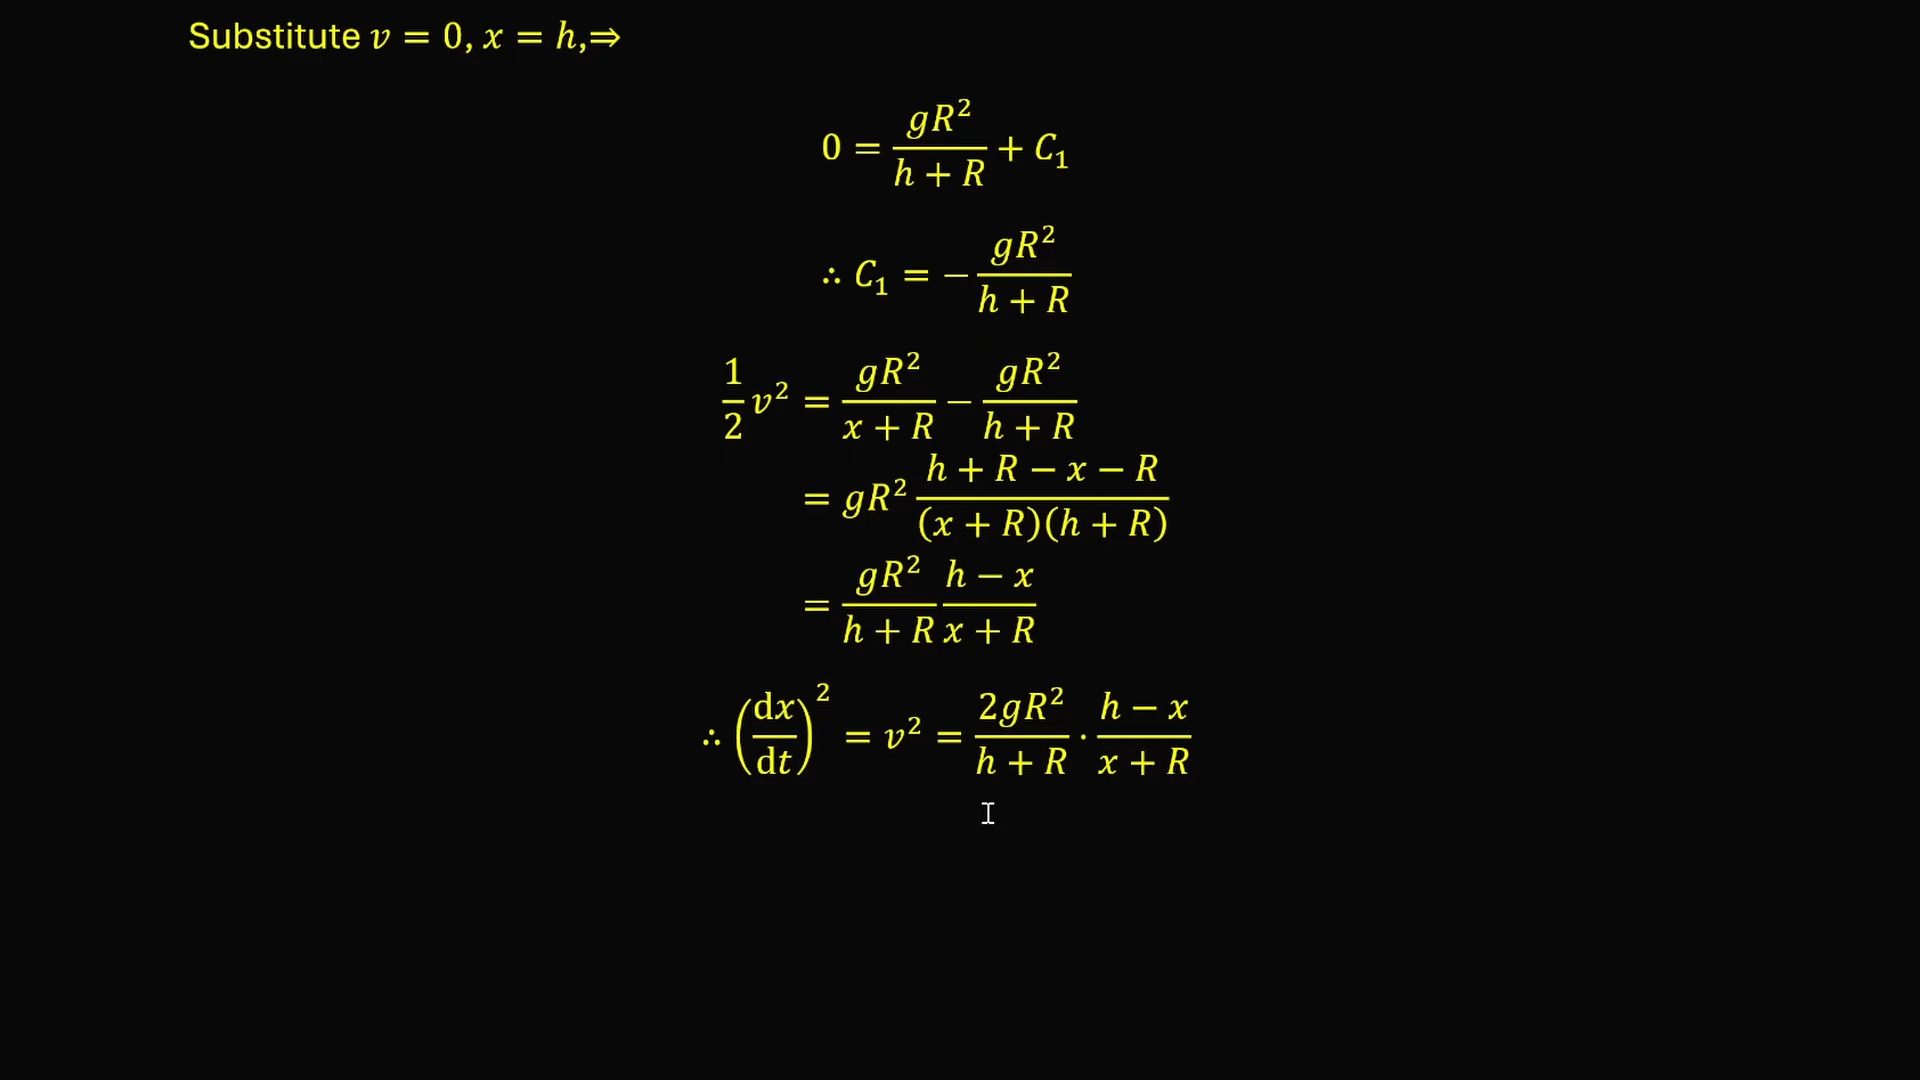 Substitute v = 0, x = h,⇒
0 = gR²/(h + R) + C₁
∴ C₁ = −gR²/(h + R)
1/2 v² = gR²/(x + R) − gR²/(h + R)
= gR² (h + R − x − R)/((x + R)(h + R))
= gR²/(h + R) (h − x)/(x + R)
∴ (dx/dt)² = v² = 2gR²/(h + R) · (h − x)/(x + R)